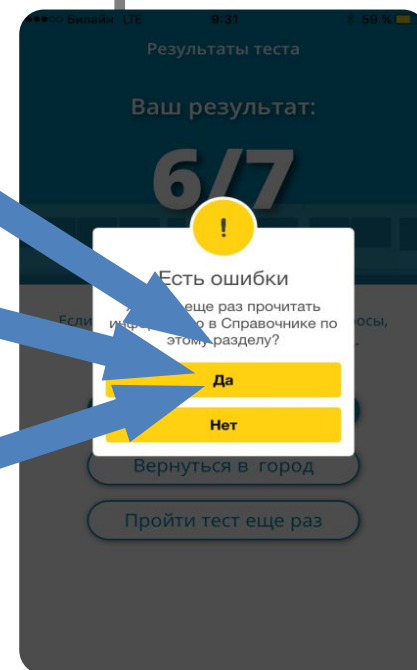 Билайн LTE 9:31 59 %
Результаты теста
Ваш результат:
6/7
!
Есть ошибки
еще раз прочитать
в Справочнике по
этому разделу?
Если
Да
Нет
Вернуться в город
Пройти тест еще раз